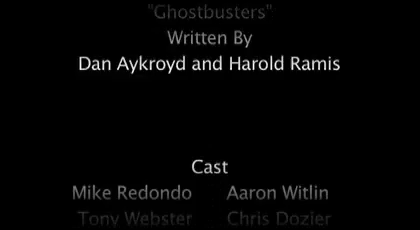 "Ghostbusters"
Written By
Dan Aykroyd and Harold Ramis
Cast
Mike Redondo Aaron Witlin
Tony Webster Chris Dozier